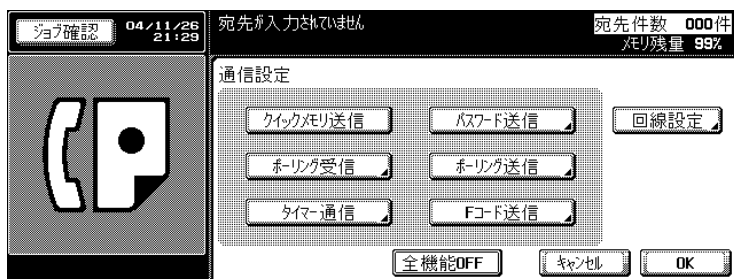 ジョブ確認
04/11/26
21:29
宛先が入力されていません
宛先件数 000件
メモリ残量 99%
通信設定
クイックメモリ送信
パスワード送信
回線設定
ポーリング受信
ポーリング送信
タイマー通信
Fコード送信
全機能OFF
キャンセル
OK